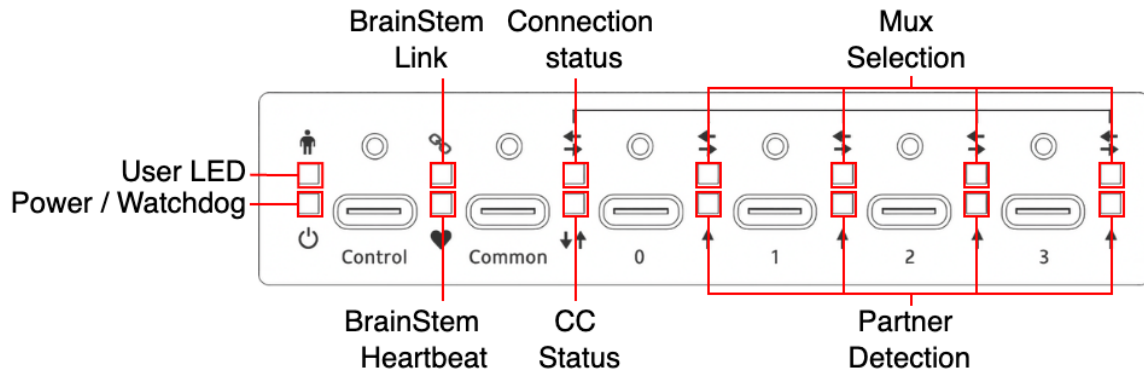 BrainStem
Link
Connection
status
Mux
Selection
User LED
Power / Watchdog
Control
Common
0
1
2
3
BrainStem
Heartbeat
CC
Status
Partner
Detection